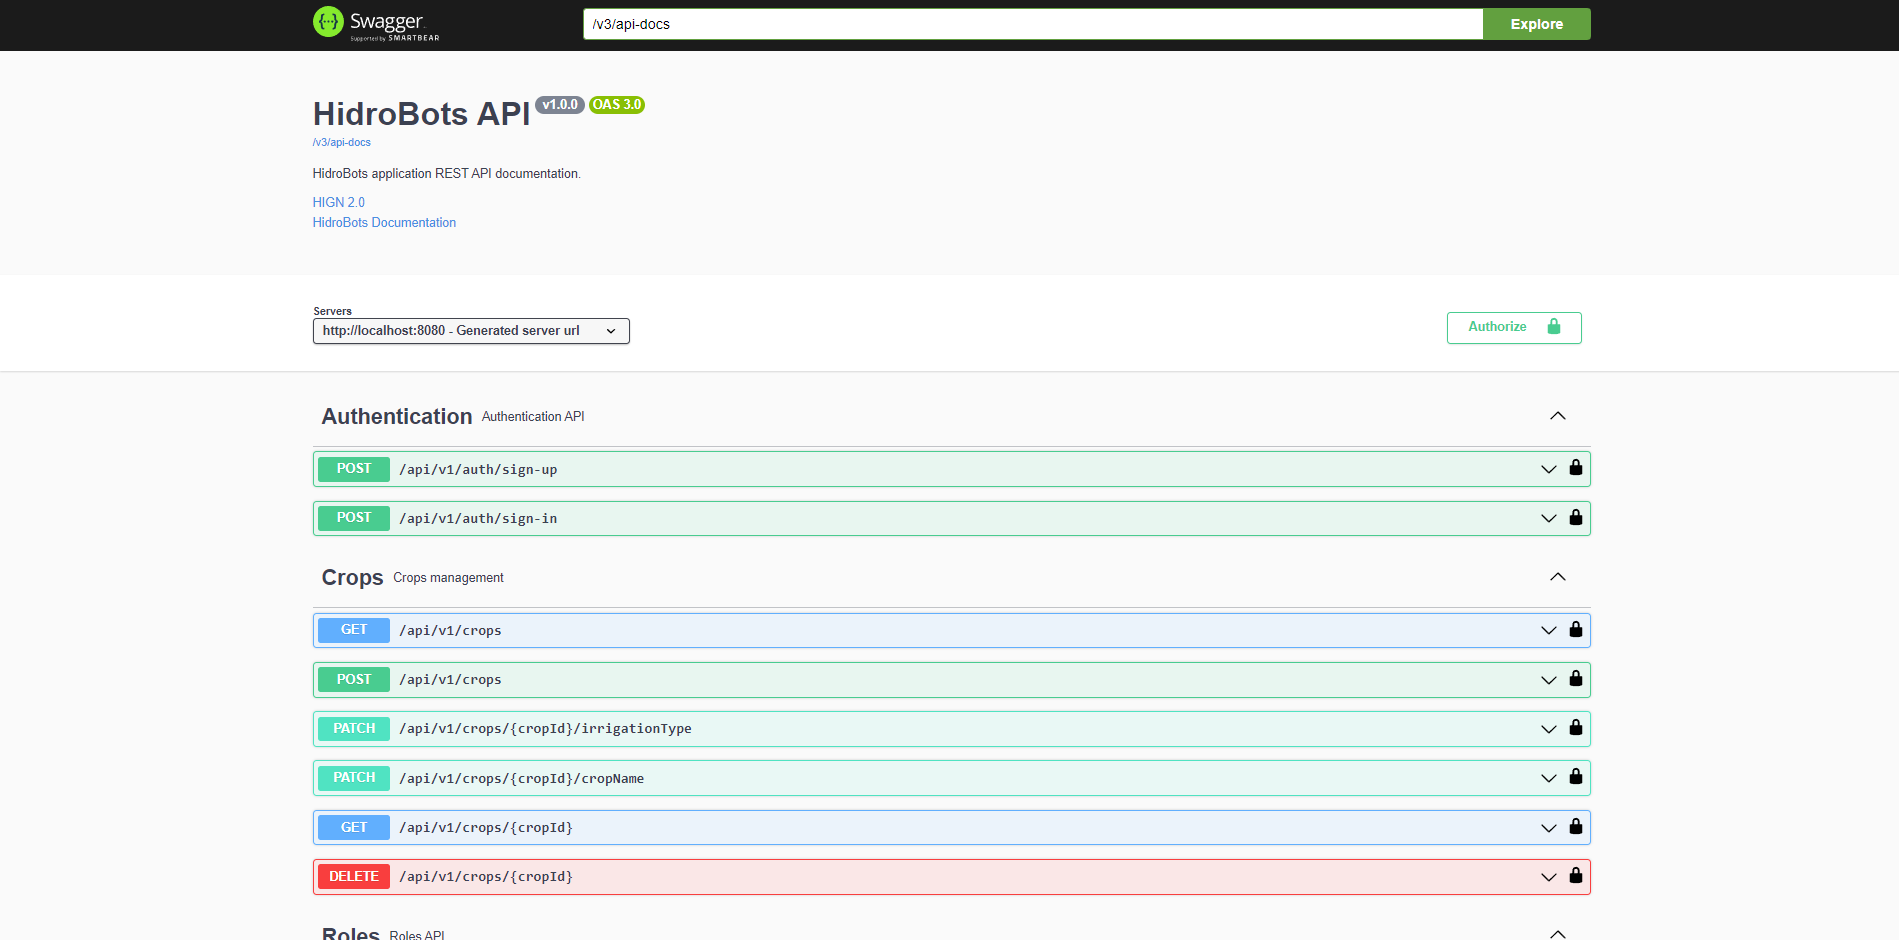 Swagger.
Supported by SMARTBEAR
/v3/api-docs
Explore
HidroBots API v1.0.0 OAS 3.0
/v3/api-docs
HidroBots application REST API documentation.
HIGN 2.0
HidroBots Documentation
Servers
http://localhost:8080 - Generated server url
Authorize
Authentication Authentication API
POST /api/v1/auth/sign-up
POST /api/v1/auth/sign-in
Crops Crops management
GET /api/v1/crops
POST /api/v1/crops
PATCH /api/v1/crops/{cropId}/irrigationType
PATCH /api/v1/crops/{cropId}/cropName
GET /api/v1/crops/{cropId}
DELETE /api/v1/crops/{cropId}
Roles Roles API